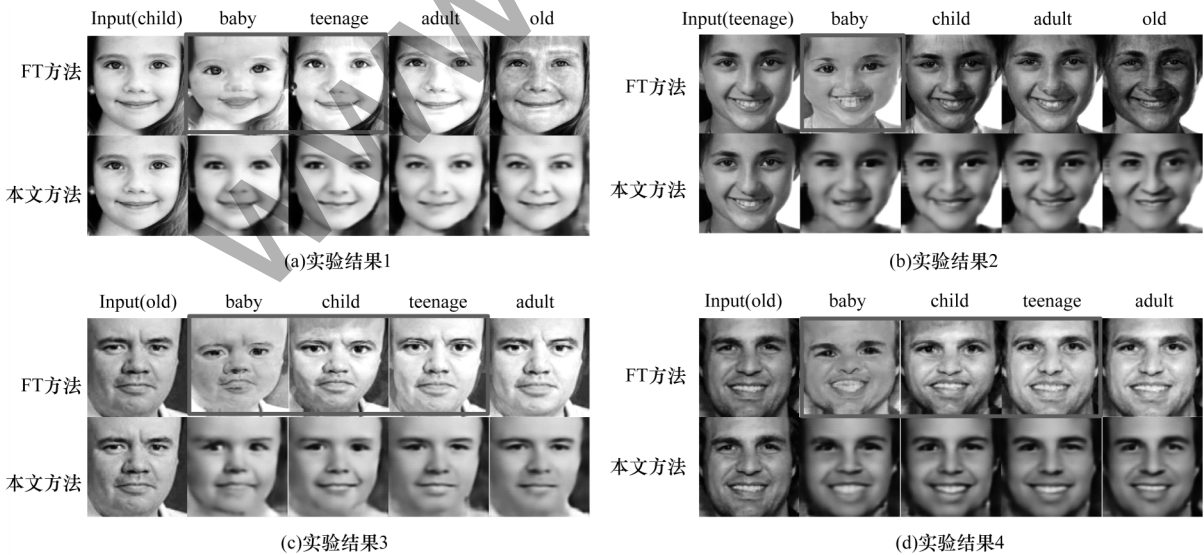 Input(child) baby teenage adult old
FT方法
本文方法
(a)实验结果1
Input(teenage) baby child adult old
FT方法
本文方法
(b)实验结果2
Input(old) baby child teenage adult
FT方法
本文方法
(c)实验结果3
Input(old) baby child teenage adult
FT方法
本文方法
(d)实验结果4
WWW